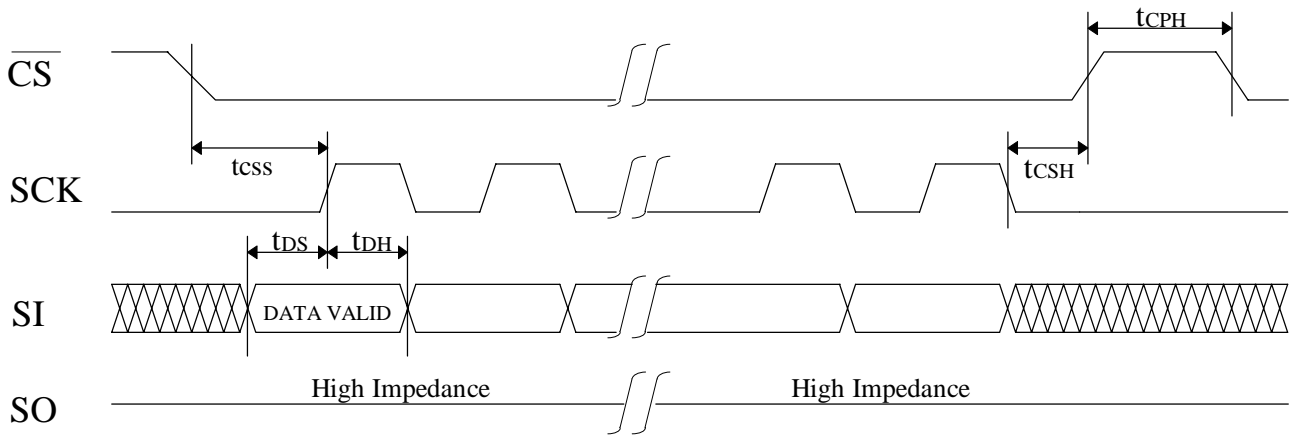 tCPH
CS
tCSS
tCSH
SCK
tDS tDH
SI DATA VALID
High Impedance High Impedance
SO